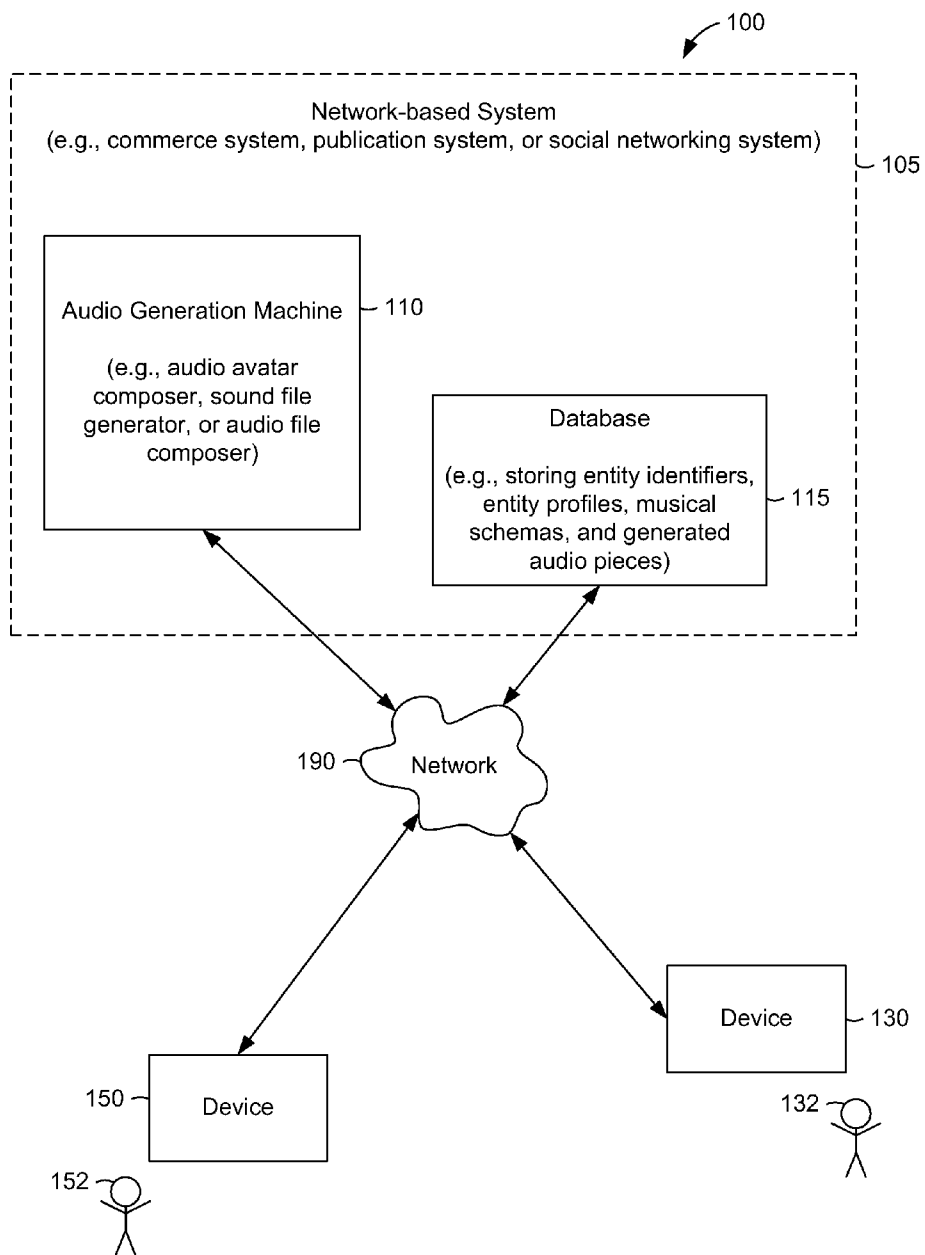 100
Network-based System
(e.g., commerce system, publication system, or social networking system)
105
Audio Generation Machine
(e.g., audio avatar
composer, sound file
generator, or audio file
composer)
110
Database
(e.g., storing entity identifiers,
entity profiles, musical
schemas, and generated
audio pieces)
115
190
Network
Device
130
150
Device
132
152